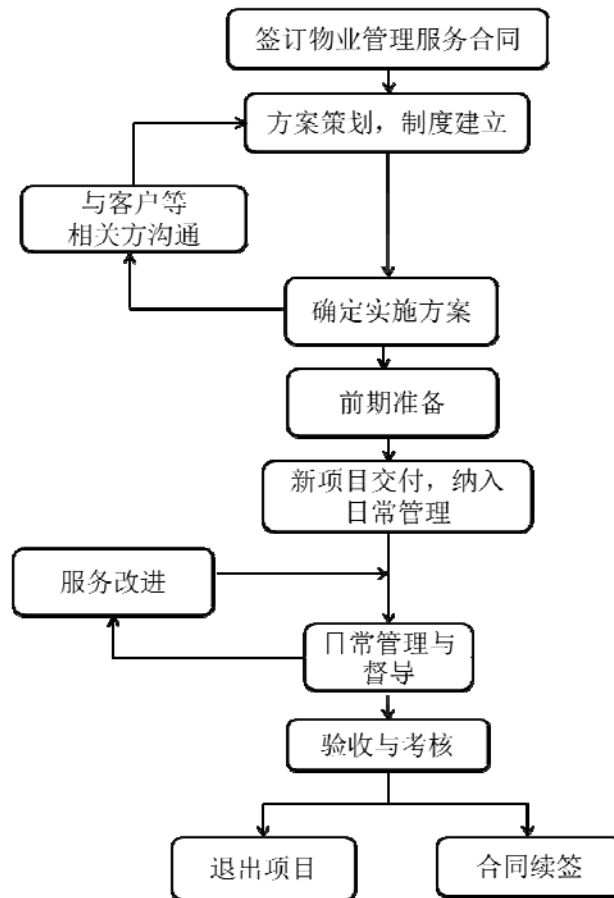 签订物业管理服务合同
方案策划，制度建立
与客户等
相关方沟通
确定实施方案
前期准备
新项目交付，纳入
日常管理
服务改进
日常管理与
督导
验收与考核
退出项目
合同续签